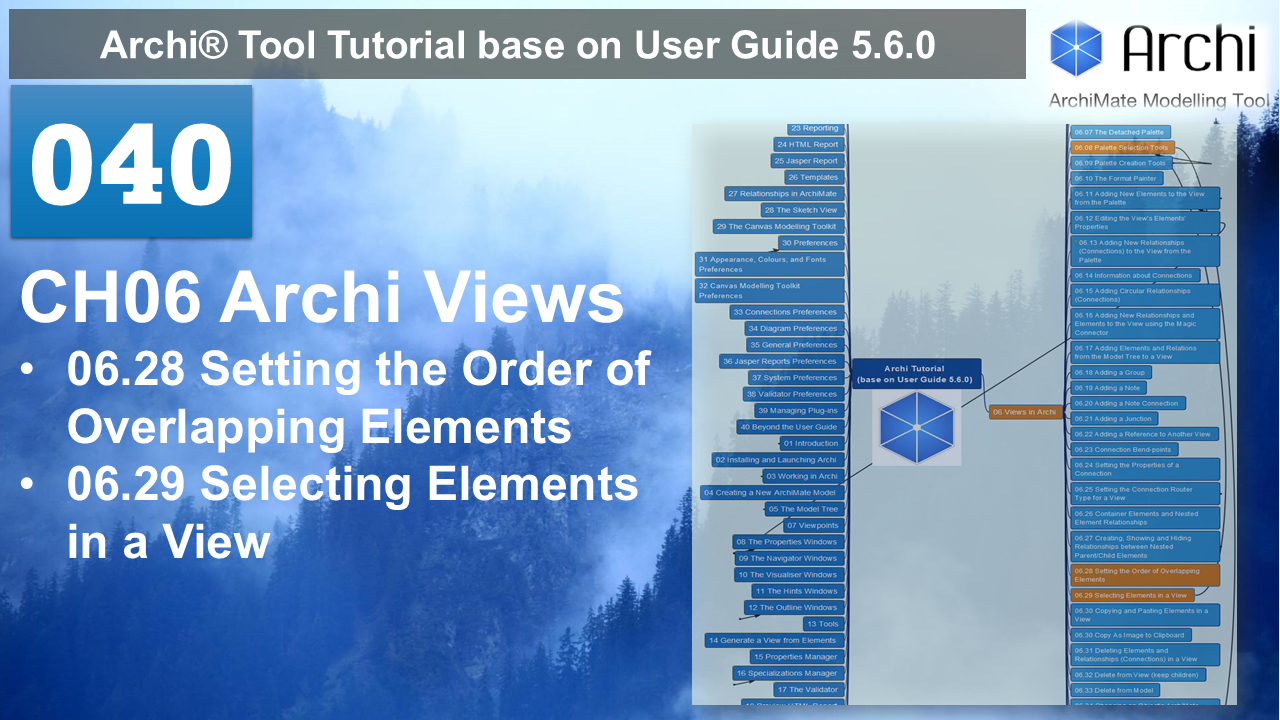 Archi® Tool Tutorial base on User Guide 5.6.0
Archi
ArchiMate Modelling Tool
040
CH06 Archi Views
• 06.28 Setting the Order of
Overlapping Elements
• 06.29 Selecting Elements
in a View
23 Reporting
24 HTML Report
25 Jasper Report
26 Templates
27 Relationships in ArchiMate
28 The Sketch View
29 The Canvas Modelling Toolkit
30 Preferences
31 Appearance, Colours, and Fonts
Preferences
32 Canvas Modelling Toolkit
Preferences
33 Connections Preferences
34 Diagram Preferences
35 General Preferences
36 Jasper Reports Preferences
37 System Preferences
38 Validator Preferences
39 Managing Plug-ins
40 Beyond the User Guide
01 Introduction
02 Installing and Launching Archi
03 Working in Archi
04 Creating a New ArchiMate Model
05 The Model Tree
07 Viewpoints
08 The Properties Windows
09 The Navigator Windows
10 The Visualiser Windows
11 The Hints Windows
12 The Outline Windows
13 Tools
14 Generate a View from Elements
15 Properties Manager
16 Specializations Manager
17 The Validator
Archi Tutorial
(base on User Guide 5.6.0)
06 Views in Archi
06.07 The Detached Palette
06.08 Palette Selection Tools
06.09 Palette Creation Tools
06.10 The Format Painter
06.11 Adding New Elements to the View
from the Palette
06.12 Editing the View's Elements'
Properties
06.13 Adding New Relationships
(Connections) to the View from the
Palette
06.14 Information about Connections
06.15 Adding Circular Relationships
(Connections)
06.16 Adding New Relationships and
Elements to the View using the Magic
Connector
06.17 Adding Elements and Relations
from the Model Tree to a View
06.18 Adding a Group
06.19 Adding a Note
06.20 Adding a Note Connection
06.21 Adding a Junction
06.22 Adding a Reference to Another View
06.23 Connection Bend-points
06.24 Setting the Properties of a
Connection
06.25 Setting the Connection Router
Type for a View
06.26 Container Elements and Nested
Element Relationships
06.27 Creating, Showing and Hiding
Relationships between Nested
Parent/Child Elements
06.28 Setting the Order of Overlapping
Elements
06.29 Selecting Elements in a View
06.30 Copying and Pasting Elements in a
View
06.30 Copy As Image to Clipboard
06.31 Deleting Elements and
Relationships (Connections) in a View
06.32 Delete from View (keep children)
06.33 Delete from Model